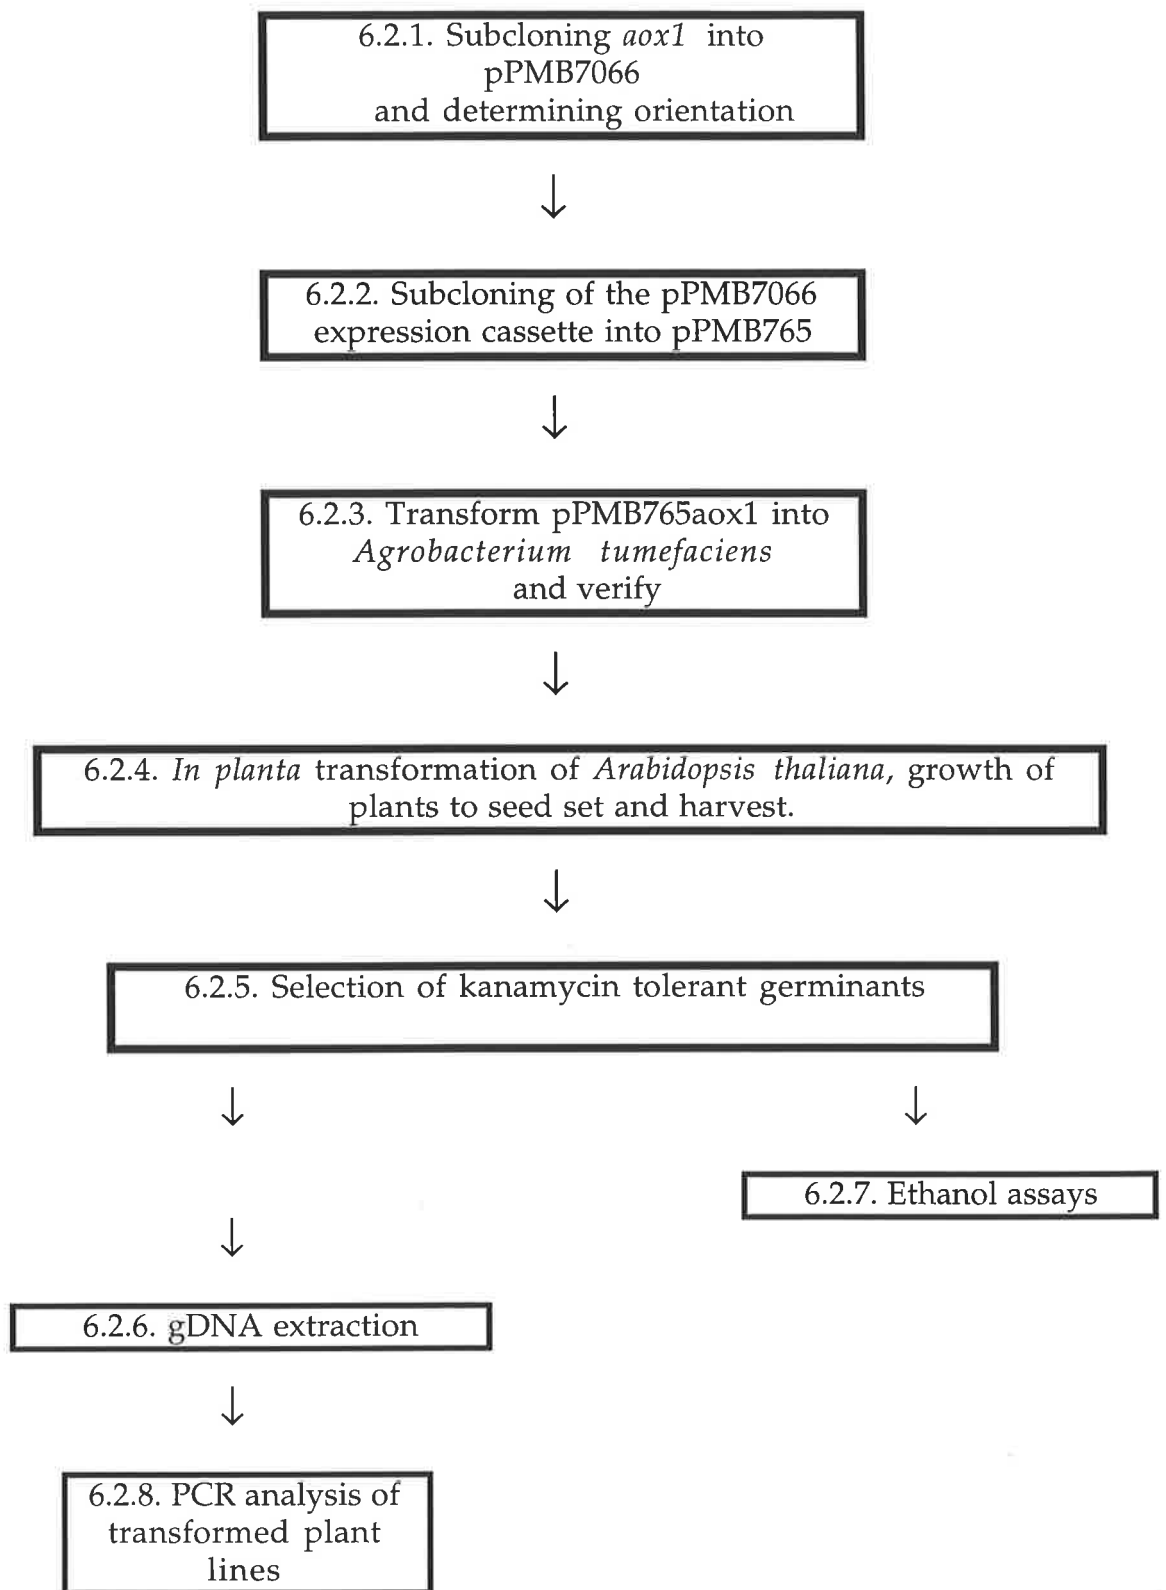 6.2.1. Subcloning aox1 into
pPMB7066
and determining orientation
↓
6.2.2. Subcloning of the pPMB7066
expression cassette into pPMB765
↓
6.2.3. Transform pPMB765aox1 into
Agrobacterium tumefaciens
and verify
↓
6.2.4. In planta transformation of Arabidopsis thaliana, growth of
plants to seed set and harvest.
↓
6.2.5. Selection of kanamycin tolerant germinants
↓ ↓
6.2.7. Ethanol assays
↓
6.2.6. gDNA extraction
↓
6.2.8. PCR analysis of
transformed plant
lines